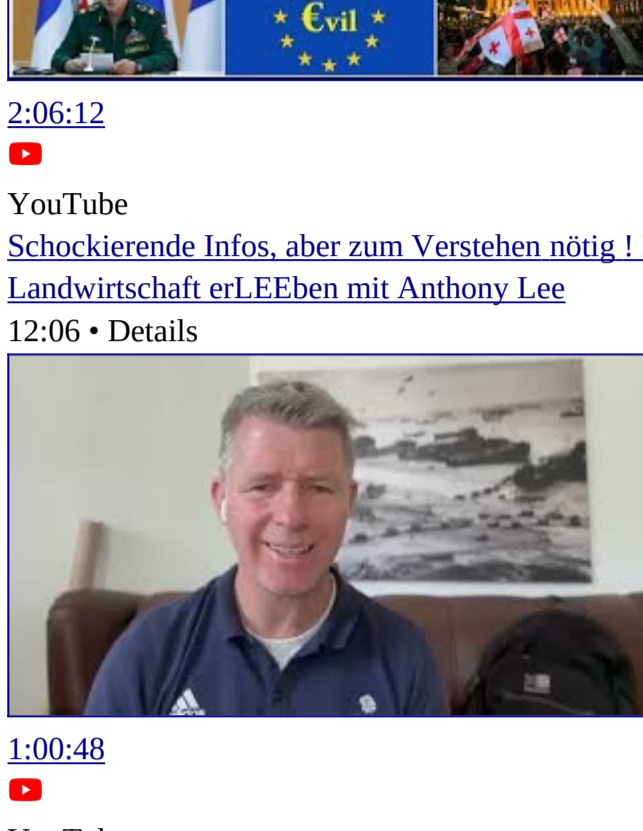 €vil
2:06:12
YouTube
Schockierende Infos, aber zum Verstehen nötig !
Landwirtschaft erLEEben mit Anthony Lee
12:06 • Details
adidas
1:00:48